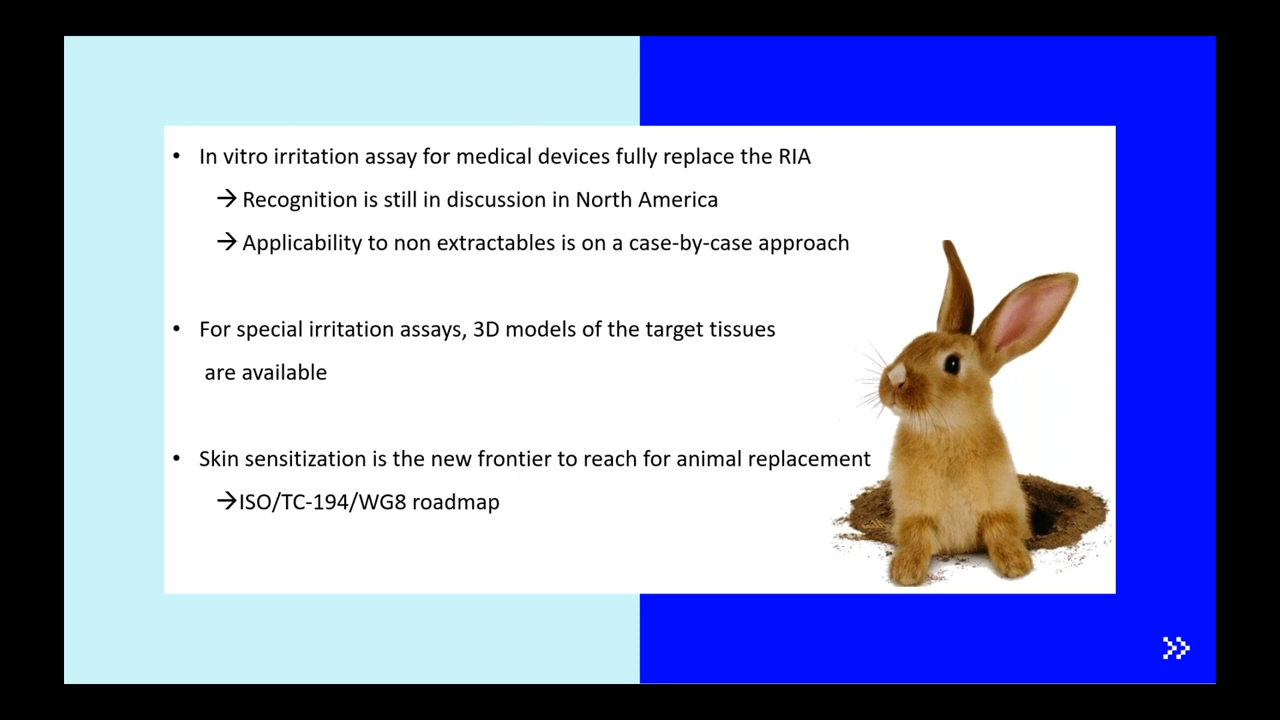 • In vitro irritation assay for medical devices fully replace the RIA
→ Recognition is still in discussion in North America
→ Applicability to non extractables is on a case-by-case approach
• For special irritation assays, 3D models of the target tissues
are available
• Skin sensitization is the new frontier to reach for animal replacement
→ISO/TC-194/WG8 roadmap